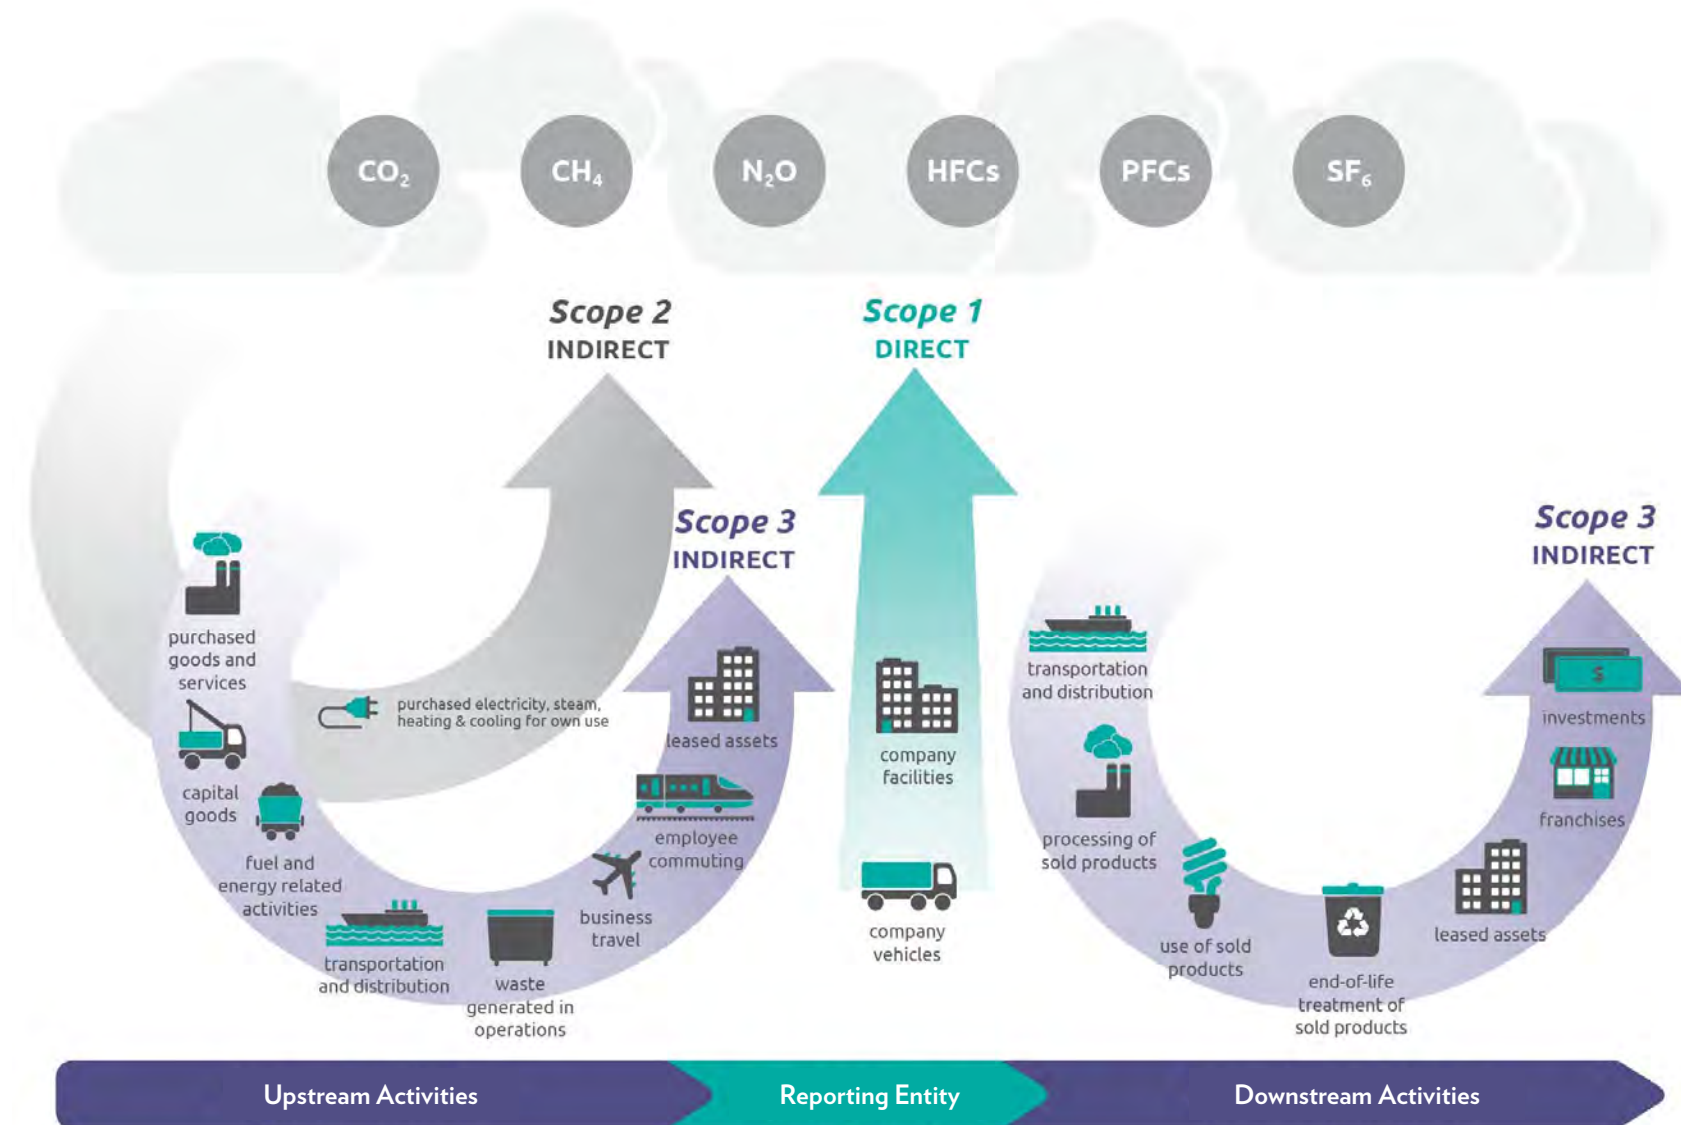 CO₂
CH₄
N₂O
HFCs
PFCs
SF₆
Scope 2
INDIRECT
Scope 1
DIRECT
Scope 3
INDIRECT
Scope 3
INDIRECT
purchased
goods and
services
capital
goods
fuel and
energy related
activities
transportation
and distribution
waste
generated in
operations
business
travel
employee
commuting
leased assets
purchased electricity, steam,
heating & cooling for own use
company
facilities
company
vehicles
transportation
and distribution
processing of
sold products
use of sold
products
end-of-life
treatment of
sold products
leased assets
franchises
$
investments
Upstream Activities
Reporting Entity
Downstream Activities